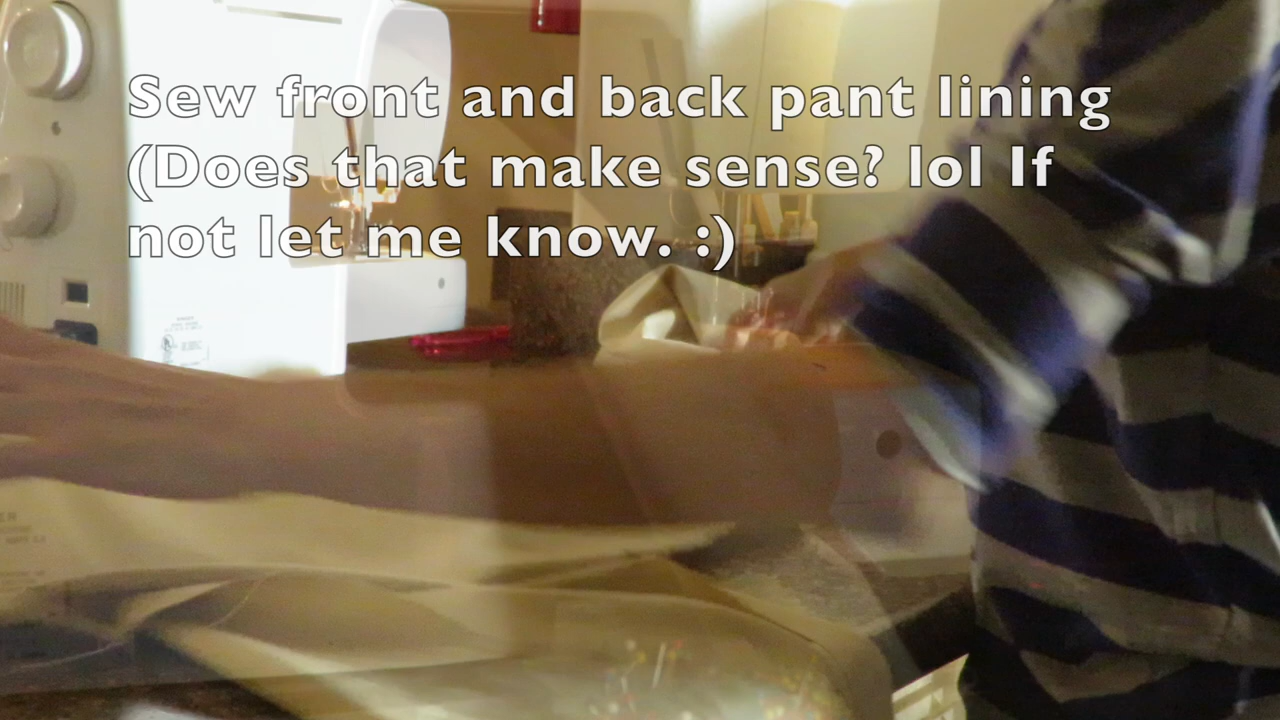 Sew front and back pant lining
(Does that make sense? lol If
not let me know. :)